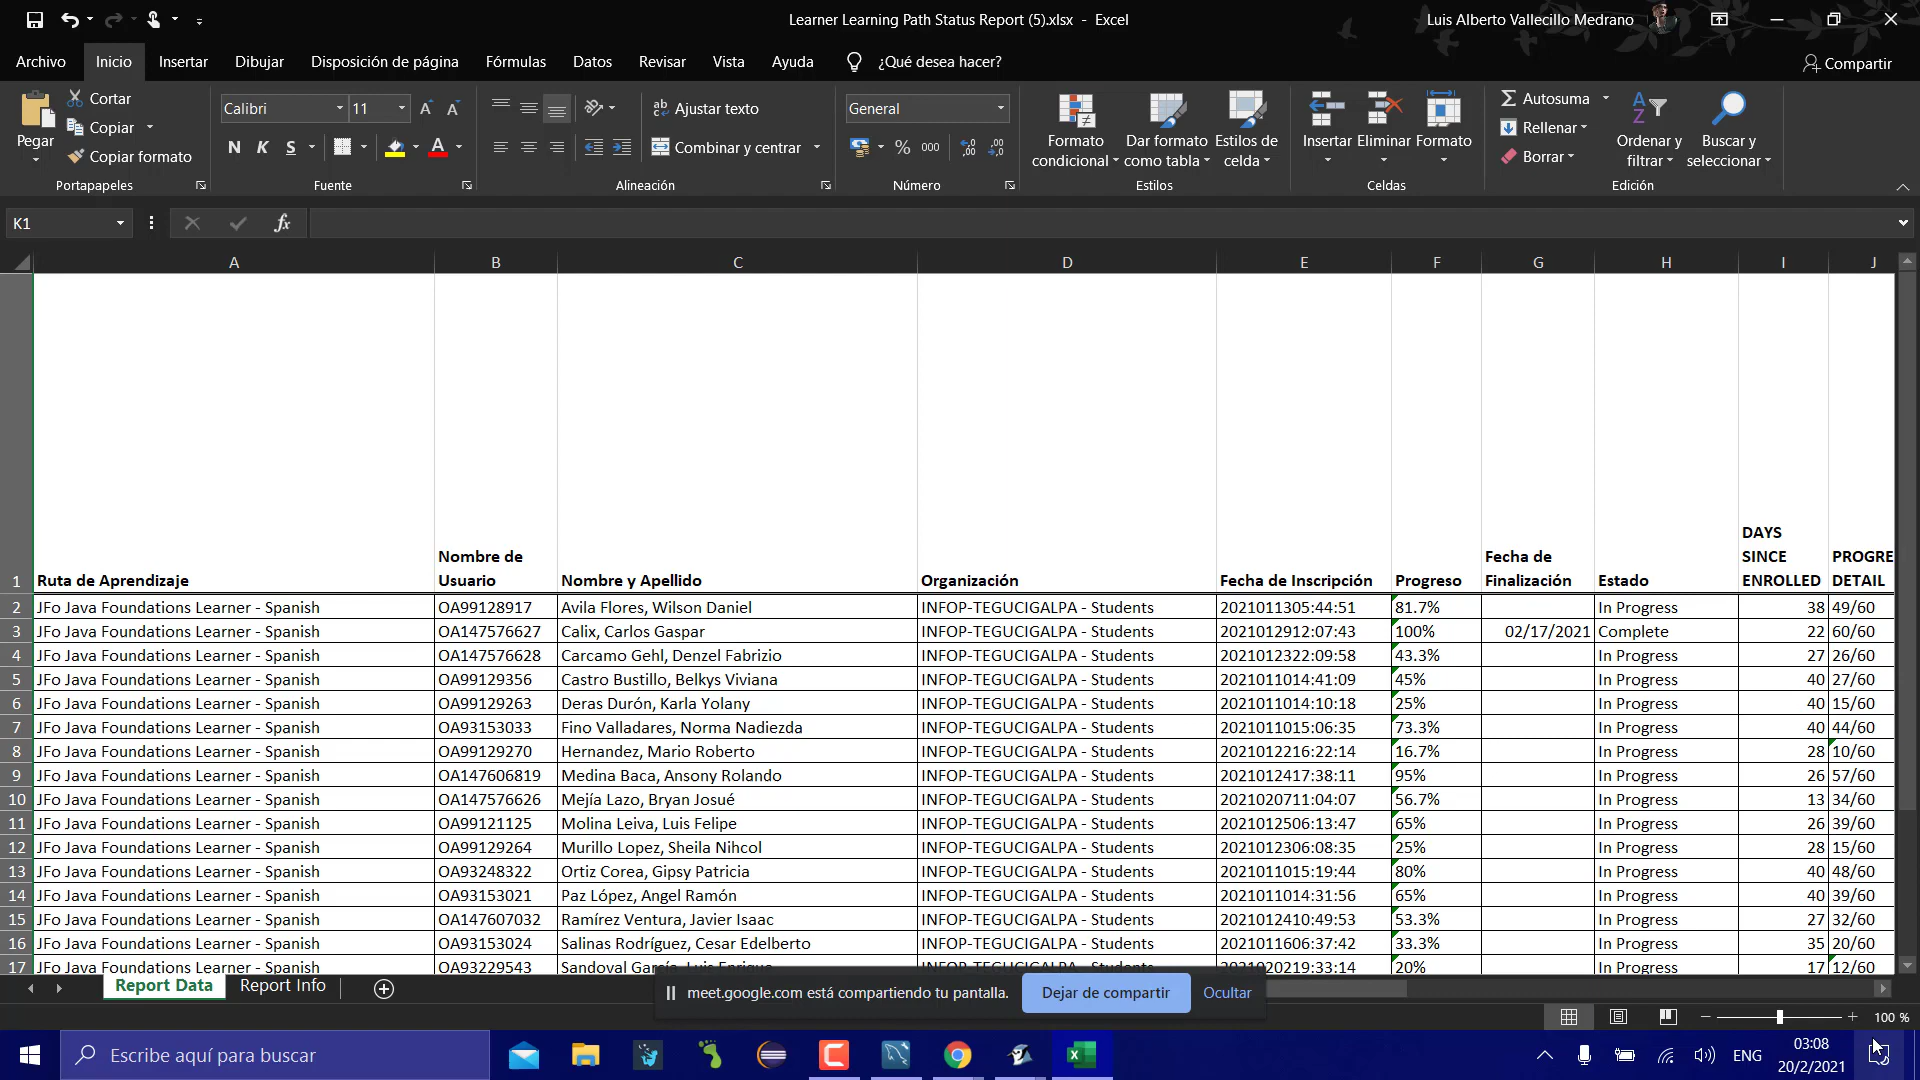 Learner Learning Path Status Report (5).xlsx - Excel
Luis Alberto Vallecillo Medrano
Archivo Inicio Insertar Dibujar Disposición de página Fórmulas Datos Revisar Vista Ayuda ¿Qué desea hacer? Compartir
Pegar Cortar Copiar Copiar formato
Portapapeles
Calibri 11
N K S
Fuente
Ajustar texto
Combinar y centrar
Alineación
General
% 000
Número
Formato condicional Dar formato como tabla Estilos de celda
Estilos
Insertar Eliminar Formato
Celdas
Autosuma
Rellenar
Borrar
Ordenar y filtrar
Buscar y seleccionar
Edición
K1 fx
A B C D E F G H I J
1 Ruta de Aprendizaje Nombre de Usuario Nombre y Apellido Organización Fecha de Inscripción Progreso Fecha de Finalización Estado DAYS SINCE ENROLLED PROGRE DETAIL
2 JFo Java Foundations Learner - Spanish OA99128917 Avila Flores, Wilson Daniel INFOP-TEGUCIGALPA - Students 2021011305:44:51 81.7% In Progress 38 49/60
3 JFo Java Foundations Learner - Spanish OA147576627 Calix, Carlos Gaspar INFOP-TEGUCIGALPA - Students 2021012912:07:43 100% 02/17/2021 Complete 22 60/60
4 JFo Java Foundations Learner - Spanish OA147576628 Carcamo Gehl, Denzel Fabrizio INFOP-TEGUCIGALPA - Students 2021012322:09:58 43.3% In Progress 27 26/60
5 JFo Java Foundations Learner - Spanish OA99129356 Castro Bustillo, Belkys Viviana INFOP-TEGUCIGALPA - Students 2021011014:41:09 45% In Progress 40 27/60
6 JFo Java Foundations Learner - Spanish OA99129263 Deras Durón, Karla Yolany INFOP-TEGUCIGALPA - Students 2021011014:10:18 25% In Progress 40 15/60
7 JFo Java Foundations Learner - Spanish OA93153033 Fino Valladares, Norma Nadiezda INFOP-TEGUCIGALPA - Students 2021011015:06:35 73.3% In Progress 40 44/60
8 JFo Java Foundations Learner - Spanish OA99129270 Hernandez, Mario Roberto INFOP-TEGUCIGALPA - Students 2021012216:22:14 16.7% In Progress 28 10/60
9 JFo Java Foundations Learner - Spanish OA147606819 Medina Baca, Ansony Rolando INFOP-TEGUCIGALPA - Students 2021012417:38:11 95% In Progress 26 57/60
10 JFo Java Foundations Learner - Spanish OA147576626 Mejía Lazo, Bryan Josué INFOP-TEGUCIGALPA - Students 2021020711:04:07 56.7% In Progress 13 34/60
11 JFo Java Foundations Learner - Spanish OA99121125 Molina Leiva, Luis Felipe INFOP-TEGUCIGALPA - Students 2021012506:13:47 65% In Progress 26 39/60
12 JFo Java Foundations Learner - Spanish OA99129264 Murillo Lopez, Sheila Nihcol INFOP-TEGUCIGALPA - Students 2021012306:08:35 25% In Progress 28 15/60
13 JFo Java Foundations Learner - Spanish OA93248322 Ortiz Corea, Gipsy Patricia INFOP-TEGUCIGALPA - Students 2021011015:19:44 80% In Progress 40 48/60
14 JFo Java Foundations Learner - Spanish OA93153021 Paz López, Angel Ramón INFOP-TEGUCIGALPA - Students 2021011014:31:56 65% In Progress 40 39/60
15 JFo Java Foundations Learner - Spanish OA147607032 Ramírez Ventura, Javier Isaac INFOP-TEGUCIGALPA - Students 2021012410:49:53 53.3% In Progress 27 32/60
16 JFo Java Foundations Learner - Spanish OA93153024 Salinas Rodríguez, Cesar Edelberto INFOP-TEGUCIGALPA - Students 2021011606:37:42 33.3% In Progress 35 20/60
17 JFo Java Foundations Learner - Spanish OA93229543 Sandoval García, Luis Enrique INFOP-TEGUCIGALPA - Students 2021020219:33:14 20% In Progress 17 12/60
Report Data Report Info
meet.google.com está compartiendo tu pantalla. Dejar de compartir Ocultar
100 %
Escribe aquí para buscar
ENG
03:08
20/2/2021